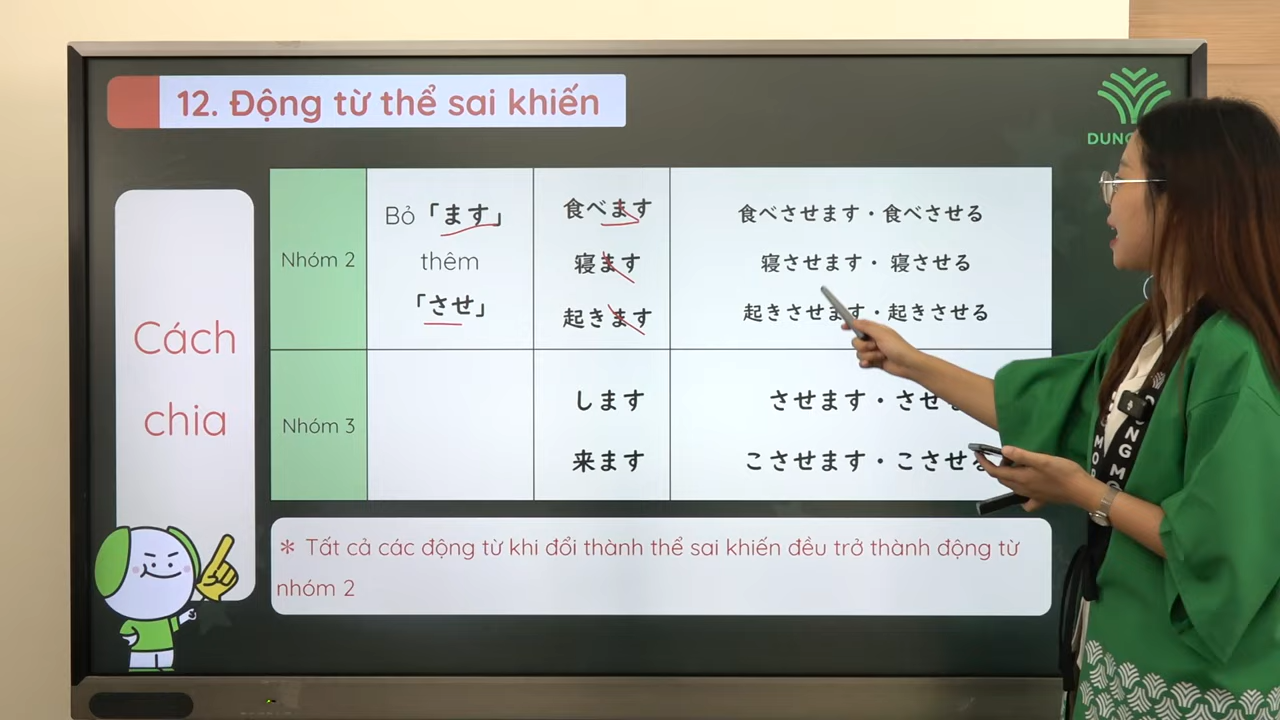 12. Động từ thể sai khiến
Cách
chia
Nhóm 2
Bỏ「ます」
thêm
「させ」
食べます
寝ます
起きます
食べさせます・食べさせる
寝させます・ 寝させる
起きさせます・起きさせる
Nhóm 3
します
来ます
させます・させ
こさせます・こさせる
* Tất cả các động từ khi đổi thành thể sai khiến đều trở thành động từ
nhóm 2
DUNG